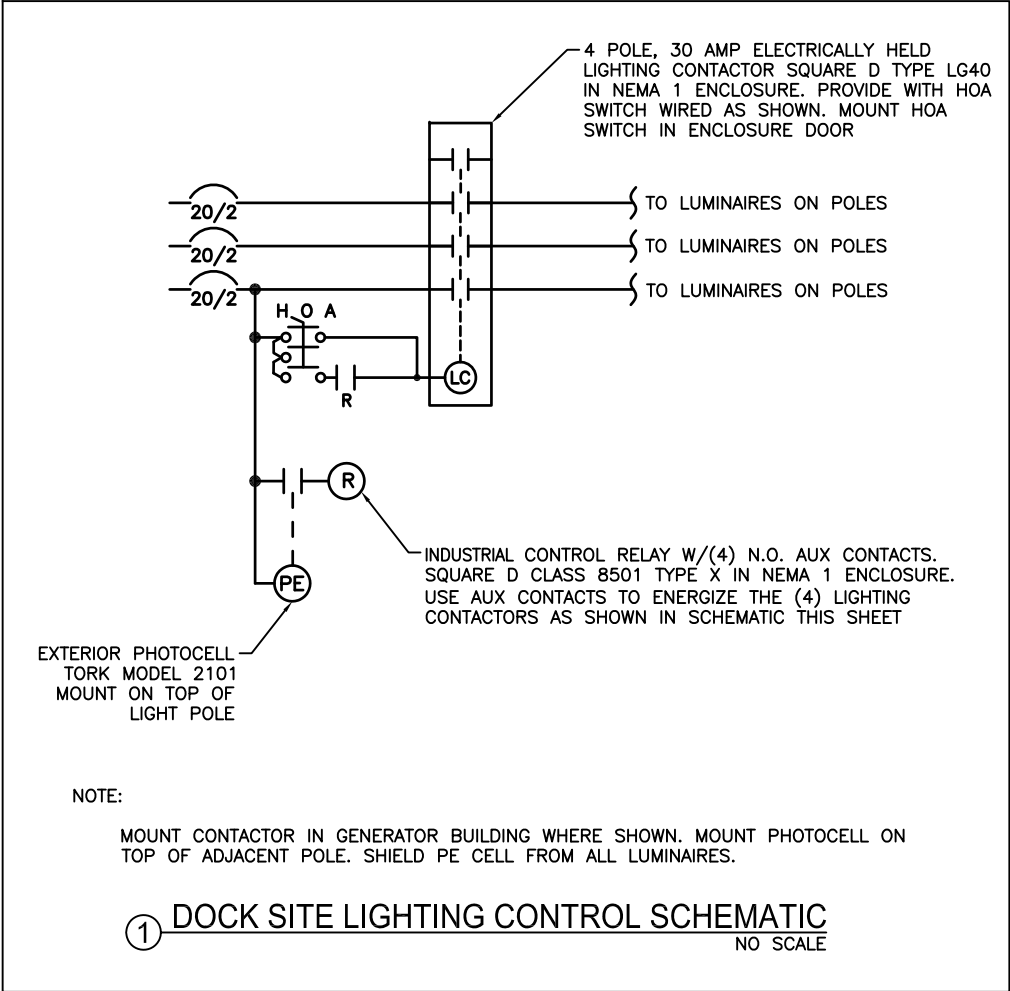 4 POLE, 30 AMP ELECTRICALLY HELD
LIGHTING CONTACTOR SQUARE D TYPE LG40
IN NEMA 1 ENCLOSURE. PROVIDE WITH HOA
SWITCH WIRED AS SHOWN. MOUNT HOA
SWITCH IN ENCLOSURE DOOR
20/2
TO LUMINAIRES ON POLES
20/2
TO LUMINAIRES ON POLES
20/2
TO LUMINAIRES ON POLES
H O A
R
LC
R
PE
INDUSTRIAL CONTROL RELAY W/(4) N.O. AUX CONTACTS.
SQUARE D CLASS 8501 TYPE X IN NEMA 1 ENCLOSURE.
USE AUX CONTACTS TO ENERGIZE THE (4) LIGHTING
CONTACTORS AS SHOWN IN SCHEMATIC THIS SHEET
EXTERIOR PHOTOCELL
TORK MODEL 2101
MOUNT ON TOP OF
LIGHT POLE
NOTE:
MOUNT CONTACTOR IN GENERATOR BUILDING WHERE SHOWN. MOUNT PHOTOCELL ON
TOP OF ADJACENT POLE. SHIELD PE CELL FROM ALL LUMINAIRES.
1 DOCK SITE LIGHTING CONTROL SCHEMATIC
NO SCALE